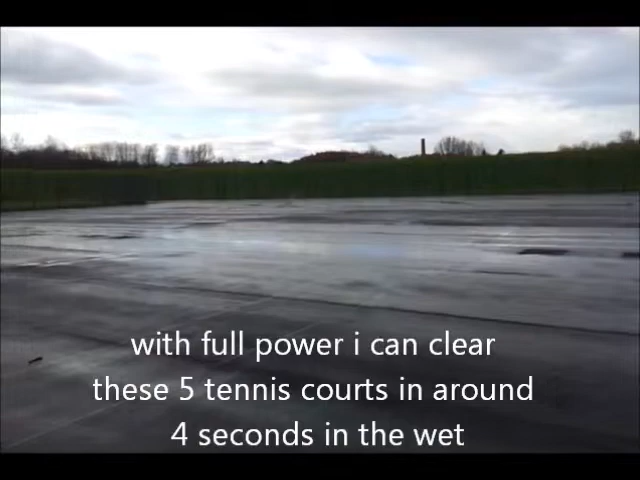 with full power i can clear
these 5 tennis courts in around
4 seconds in the wet